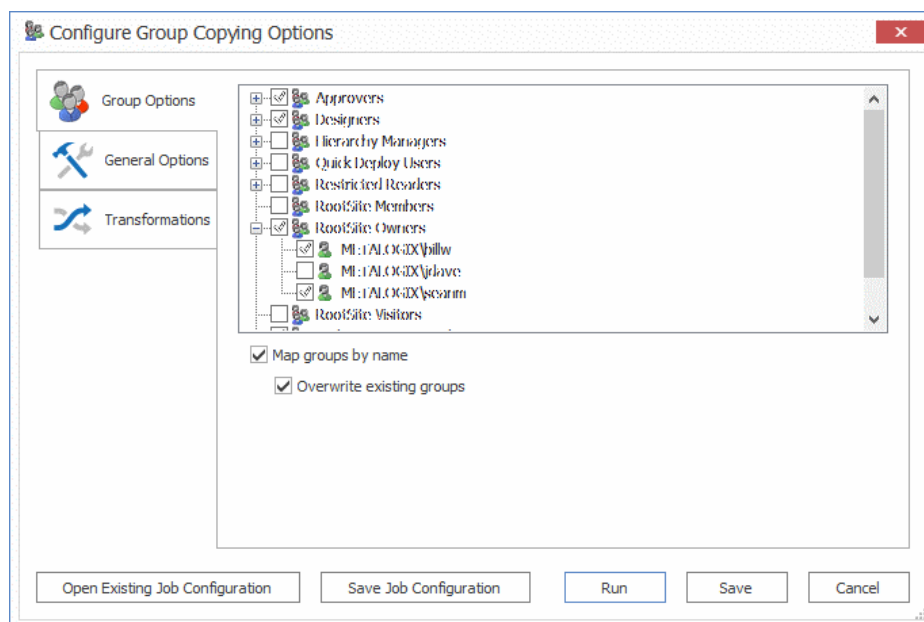 Configure Group Copying Options
Group Options
General Options
Transformations
Approvers
Designers
Hierarchy Managers
Quick Deploy Users
Restricted Readers
RootSite Members
RootSite Owners
METALOGIX\billw
METALOGIX\jdave
METALOGIX\seanm
RootSite Visitors
Map groups by name
Overwrite existing groups
Open Existing Job Configuration
Save Job Configuration
Run
Save
Cancel